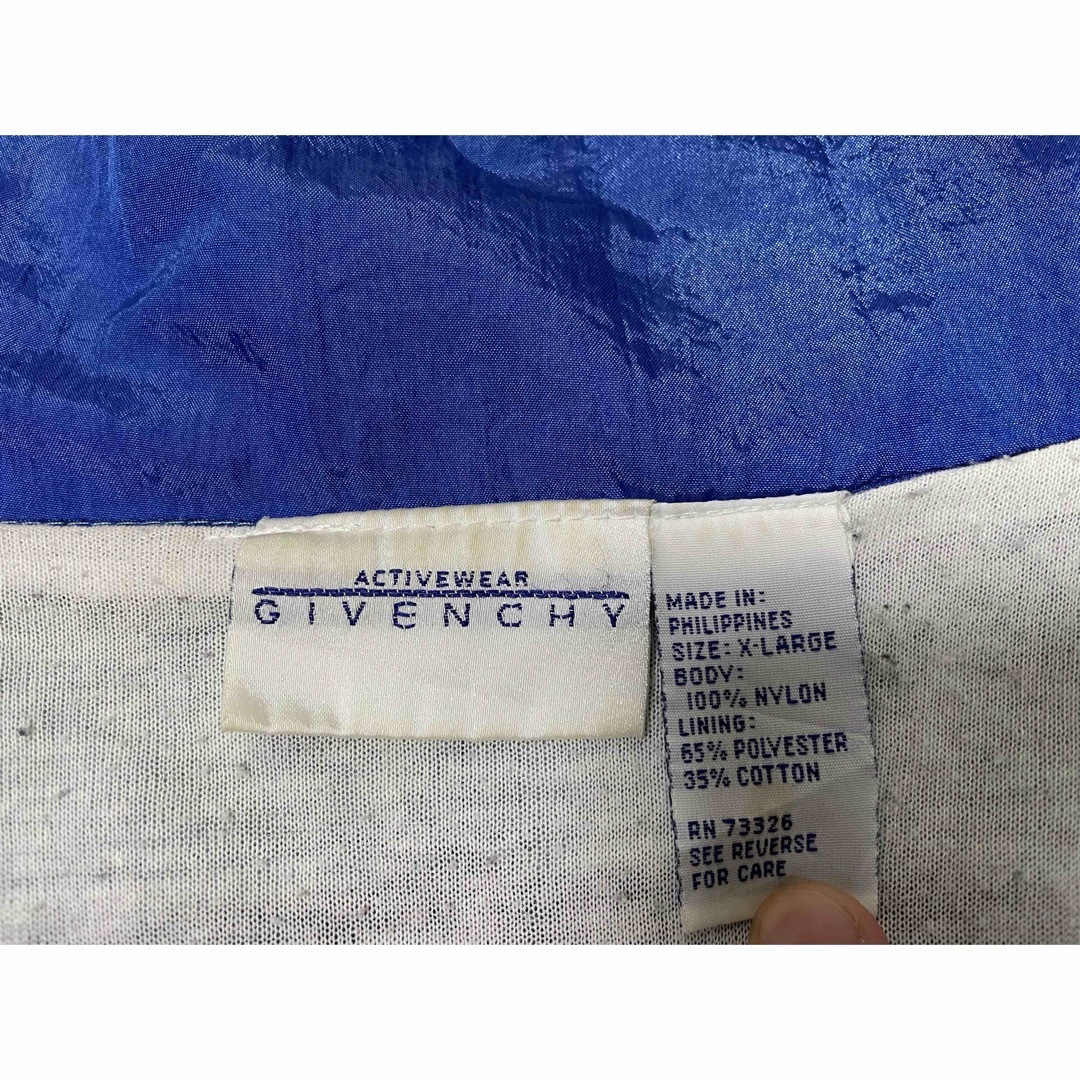 ACTIVEWEAR
GIVENCHY
MADE IN:
PHILIPPINES
SIZE: X-LARGE
BODY:
100% NYLON
LINING:
65% POLYESTER
35% COTTON
RN 73326
SEE REVERSE
FOR CARE